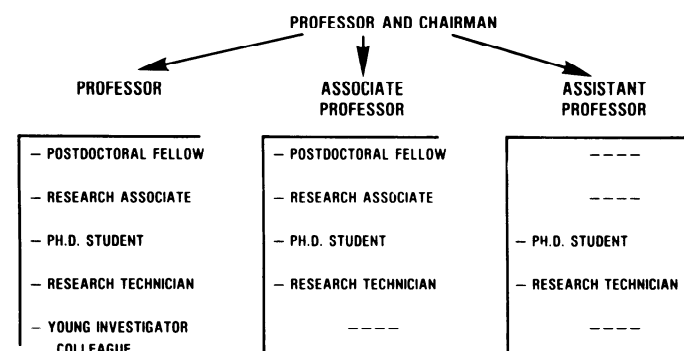 PROFESSOR AND CHAIRMAN
PROFESSOR
ASSOCIATE
PROFESSOR
ASSISTANT
PROFESSOR
– POSTDOCTORAL FELLOW
– RESEARCH ASSOCIATE
– PH.D. STUDENT
– RESEARCH TECHNICIAN
– YOUNG INVESTIGATOR
COLLEAGUE
– POSTDOCTORAL FELLOW
– RESEARCH ASSOCIATE
– PH.D. STUDENT
– RESEARCH TECHNICIAN
----
----
----
– PH.D. STUDENT
– RESEARCH TECHNICIAN
----